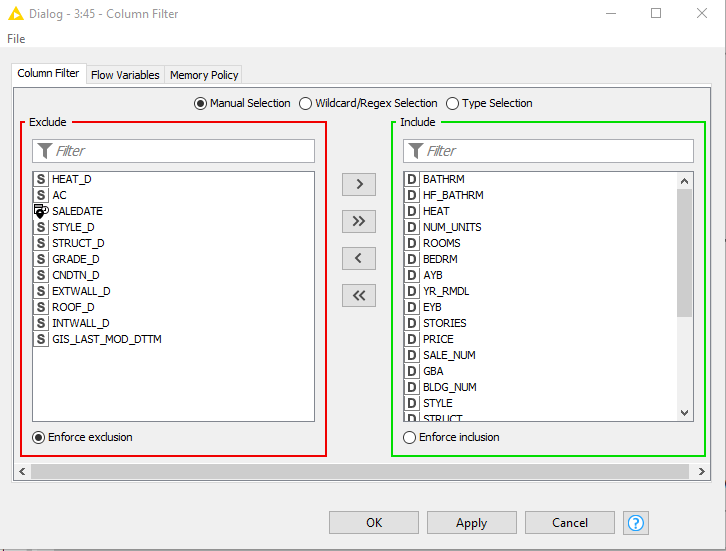 Dialog - 3:45 - Column Filter
File
Column Filter Flow Variables Memory Policy
Manual Selection Wildcard/Regex Selection Type Selection
Exclude
Filter
S HEAT_D
S AC
SALEDATE
S STYLE_D
S STRUCT_D
S GRADE_D
S CNDTN_D
S EXTWALL_D
S ROOF_D
S INTWALL_D
S GIS_LAST_MOD_DTTM
Enforce exclusion
> 
>>
<
<<
Include
Filter
D BATHRM
D HF_BATHRM
D HEAT
D NUM_UNITS
D ROOMS
D BEDRM
D AYB
D YR_RMDL
D EYB
D STORIES
D PRICE
D SALE_NUM
D GBA
D BLDG_NUM
D STYLE
D STRUCT
Enforce inclusion
OK Apply Cancel ?